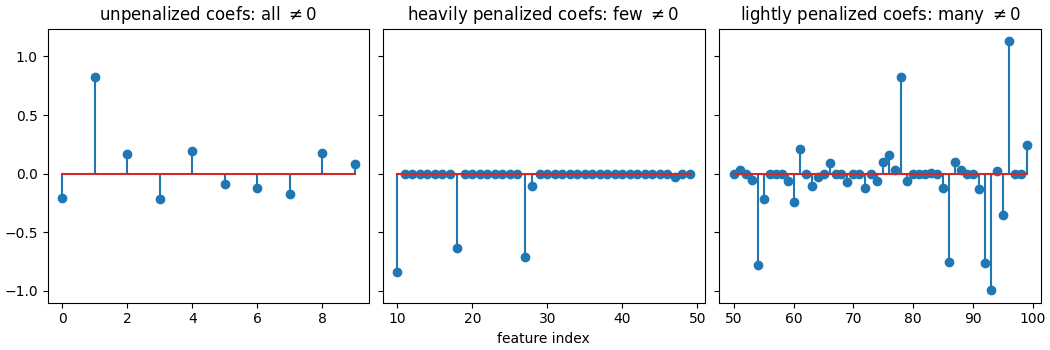 unpenalized coefs: all ≠0
heavily penalized coefs: few ≠0
lightly penalized coefs: many ≠0
1.0
0.5
0.0
−0.5
−1.0
0 2 4 6 8
10 20 30 40 50
50 60 70 80 90 100
feature index